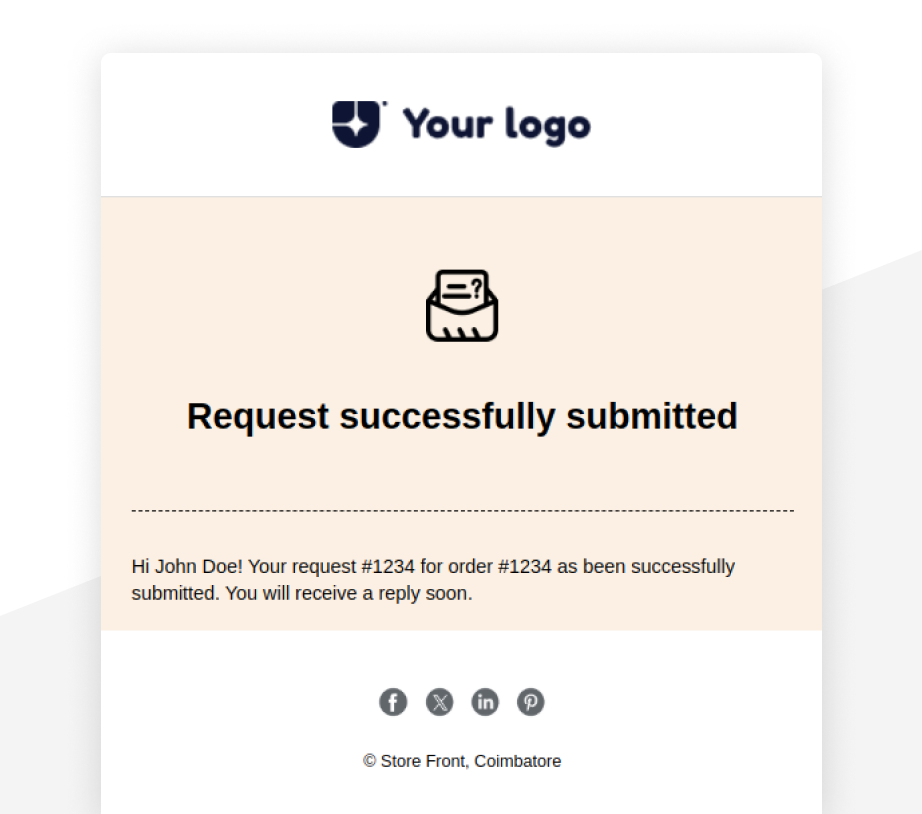 Your logo
?
Request successfully submitted
Hi John Doe! Your request #1234 for order #1234 as been successfully
submitted. You will receive a reply soon.
f X in P
© Store Front, Coimbatore